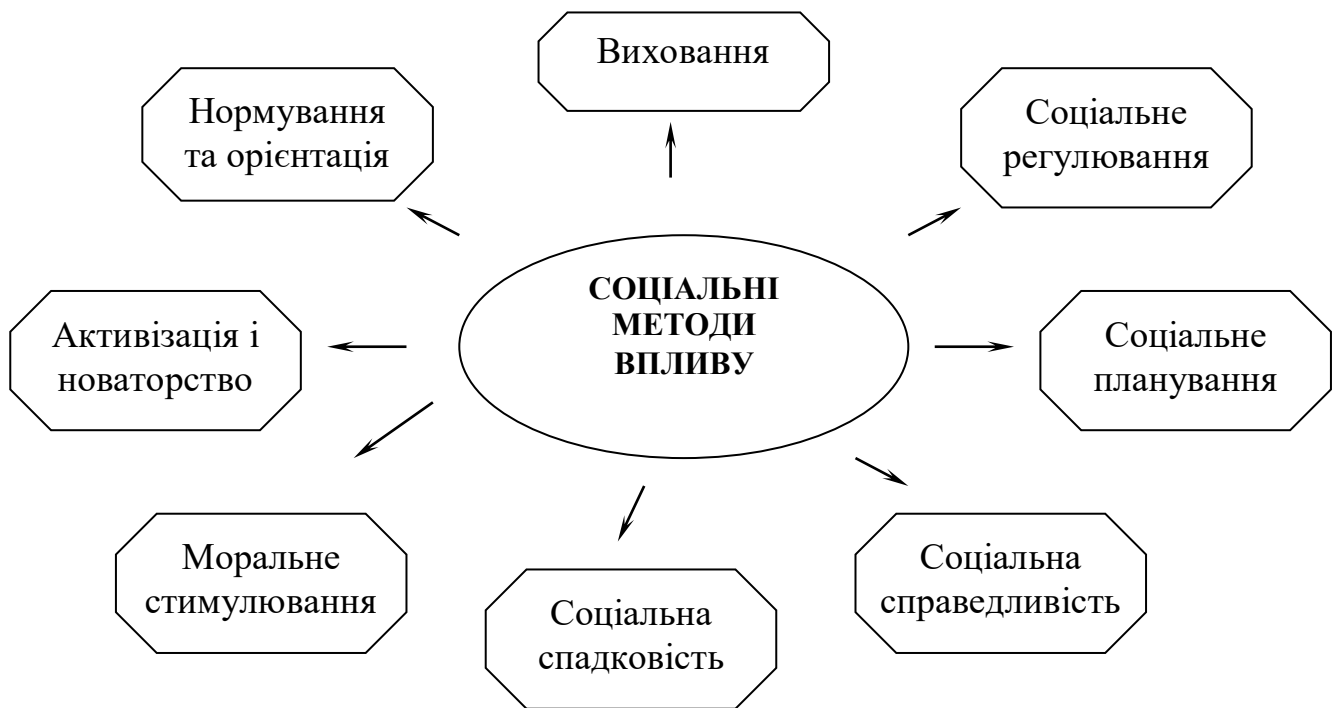 Виховання
Нормування
та орієнтація
Соціальне
регулювання
СОЦІАЛЬНІ
МЕТОДИ
ВПЛИВУ
Активізація і
новаторство
Соціальне
планування
Моральне
стимулювання
Соціальна
спадковість
Соціальна
справедливість